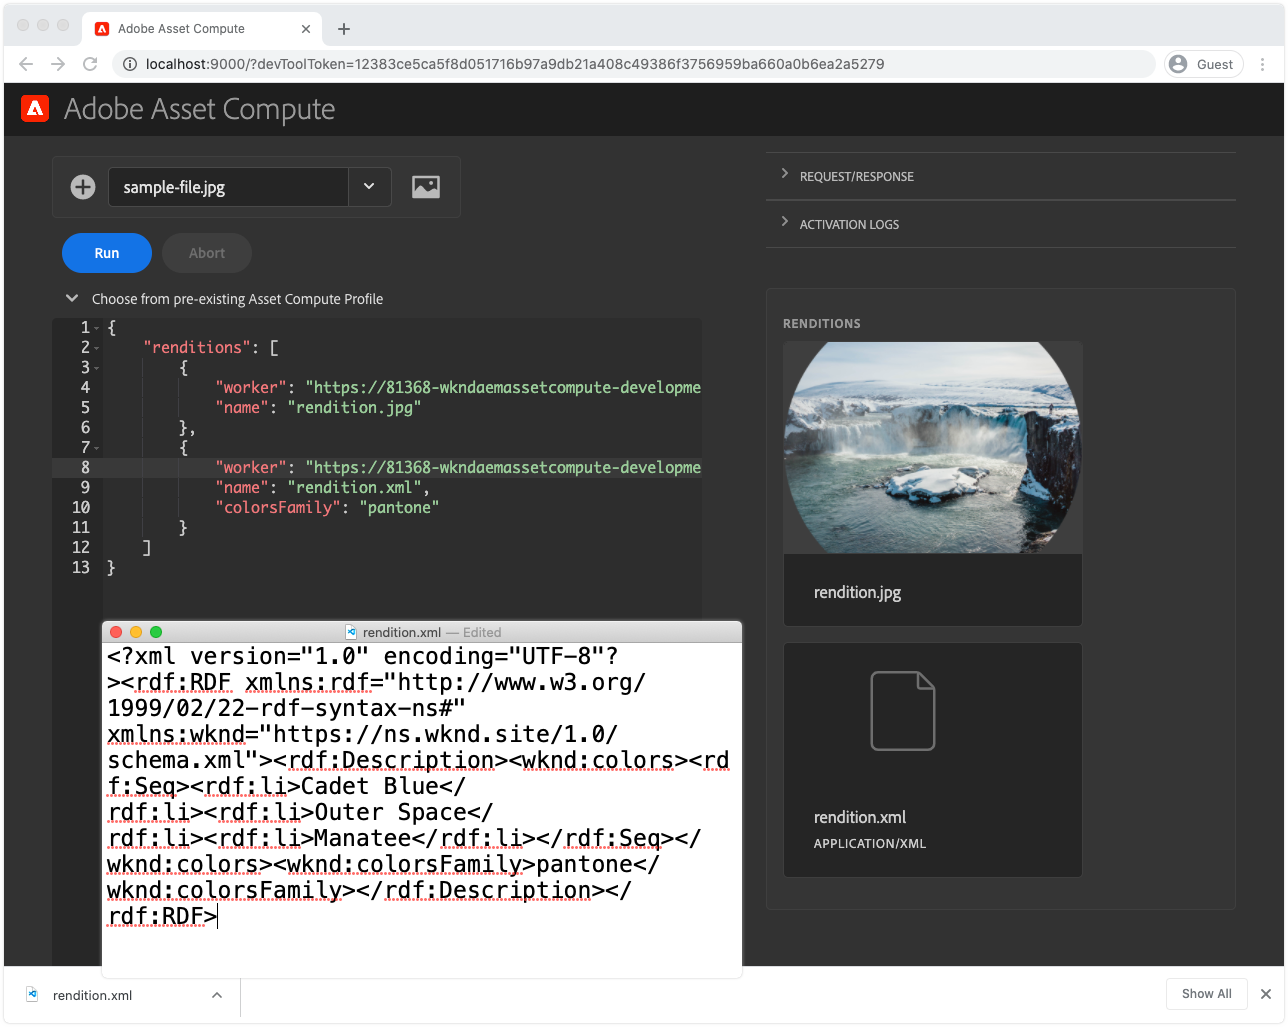 Adobe Asset Compute
localhost:9000/?devToolToken=12383ce5ca5f8d051716b97a9db21a408c49386f3756959ba660a0b6ea2a5279
Guest
Adobe Asset Compute
sample-file.jpg
Run
Abort
Choose from pre-existing Asset Compute Profile
1 {
2 "renditions": [
3 {
4 "worker": "https://81368-wkndaemassetcompute-developme
5 "name": "rendition.jpg"
6 },
7 {
8 "worker": "https://81368-wkndaemassetcompute-developme
9 "name": "rendition.xml",
10 "colorsFamily": "pantone"
11 }
12 ]
13 }
REQUEST/RESPONSE
ACTIVATION LOGS
RENDITIONS
rendition.jpg
rendition.xml
APPLICATION/XML
rendition.xml — Edited
<?xml version="1.0" encoding="UTF-8"?
><rdf:RDF xmlns:rdf="http://www.w3.org/
1999/02/22-rdf-syntax-ns#"
xmlns:wknd="https://ns.wknd.site/1.0/
schema.xml"><rdf:Description><wknd:colors><rd
f:Seq><rdf:li>Cadet Blue</
rdf:li><rdf:li>Outer Space</
rdf:li><rdf:li>Manatee</rdf:li></rdf:Seq></
wknd:colors><wknd:colorsFamily>pantone</
wknd:colorsFamily></rdf:Description></
rdf:RDF>
rendition.xml
Show All